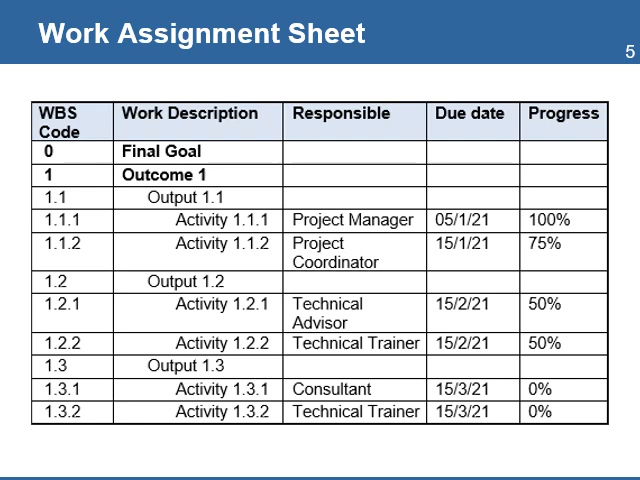 Work Assignment Sheet
5
WBS Code Work Description Responsible Due date Progress
0 Final Goal
1 Outcome 1
1.1 Output 1.1
1.1.1 Activity 1.1.1 Project Manager 05/1/21 100%
1.1.2 Activity 1.1.2 Project Coordinator 15/1/21 75%
1.2 Output 1.2
1.2.1 Activity 1.2.1 Technical Advisor 15/2/21 50%
1.2.2 Activity 1.2.2 Technical Trainer 15/2/21 50%
1.3 Output 1.3
1.3.1 Activity 1.3.1 Consultant 15/3/21 0%
1.3.2 Activity 1.3.2 Technical Trainer 15/3/21 0%